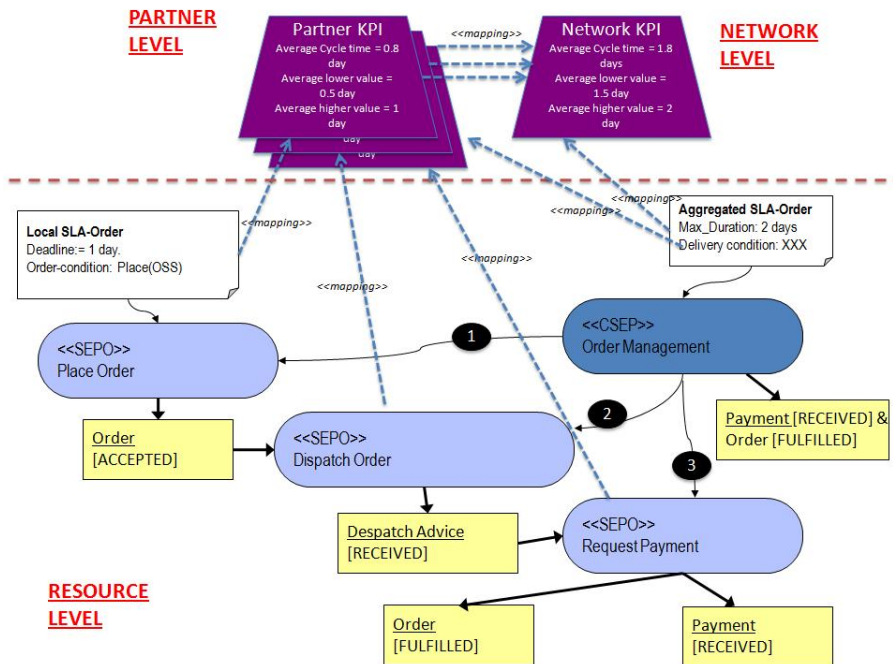 PARTNER
LEVEL
Partner KPI
Average Cycle time = 0.8
day
Average lower value =
0.5 day
Average higher value = 1
day
day
day
<<mapping>>
Network KPI
Average Cycle time = 1.8
days
Average lower value =
1.5 day
Average higher value = 2
day
NETWORK
LEVEL
Local SLA-Order
Deadline:= 1 day.
Order-condition: Place(OSS)
<<mapping>>
<<mapping>>
<<mapping>>
<<mapping>>
<<mapping>>
Aggregated SLA-Order
Max_Duration: 2 days
Delivery condition: XXX
<<SEPO>>
Place Order
1
<<CSEP>>
Order Management
Order
[ACCEPTED]
<<SEPO>>
Dispatch Order
2
3
Payment [RECEIVED] &
Order [FULFILLED]
Despatch Advice
[RECEIVED]
<<SEPO>>
Request Payment
RESOURCE
LEVEL
Order
[FULFILLED]
Payment
[RECEIVED]